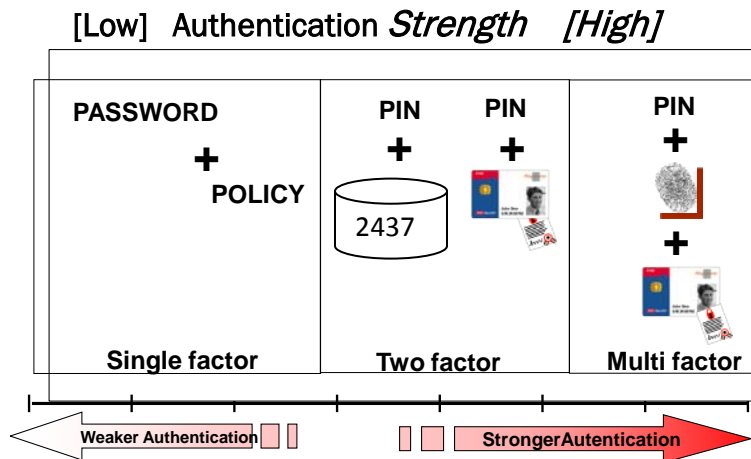 [Low] Authentication Strength [High]
PASSWORD
+
POLICY
Single factor
PIN
+
2437
PIN
+
Two factor
PIN
+
+
Multi factor
Weaker Authentication
StrongerAutentication